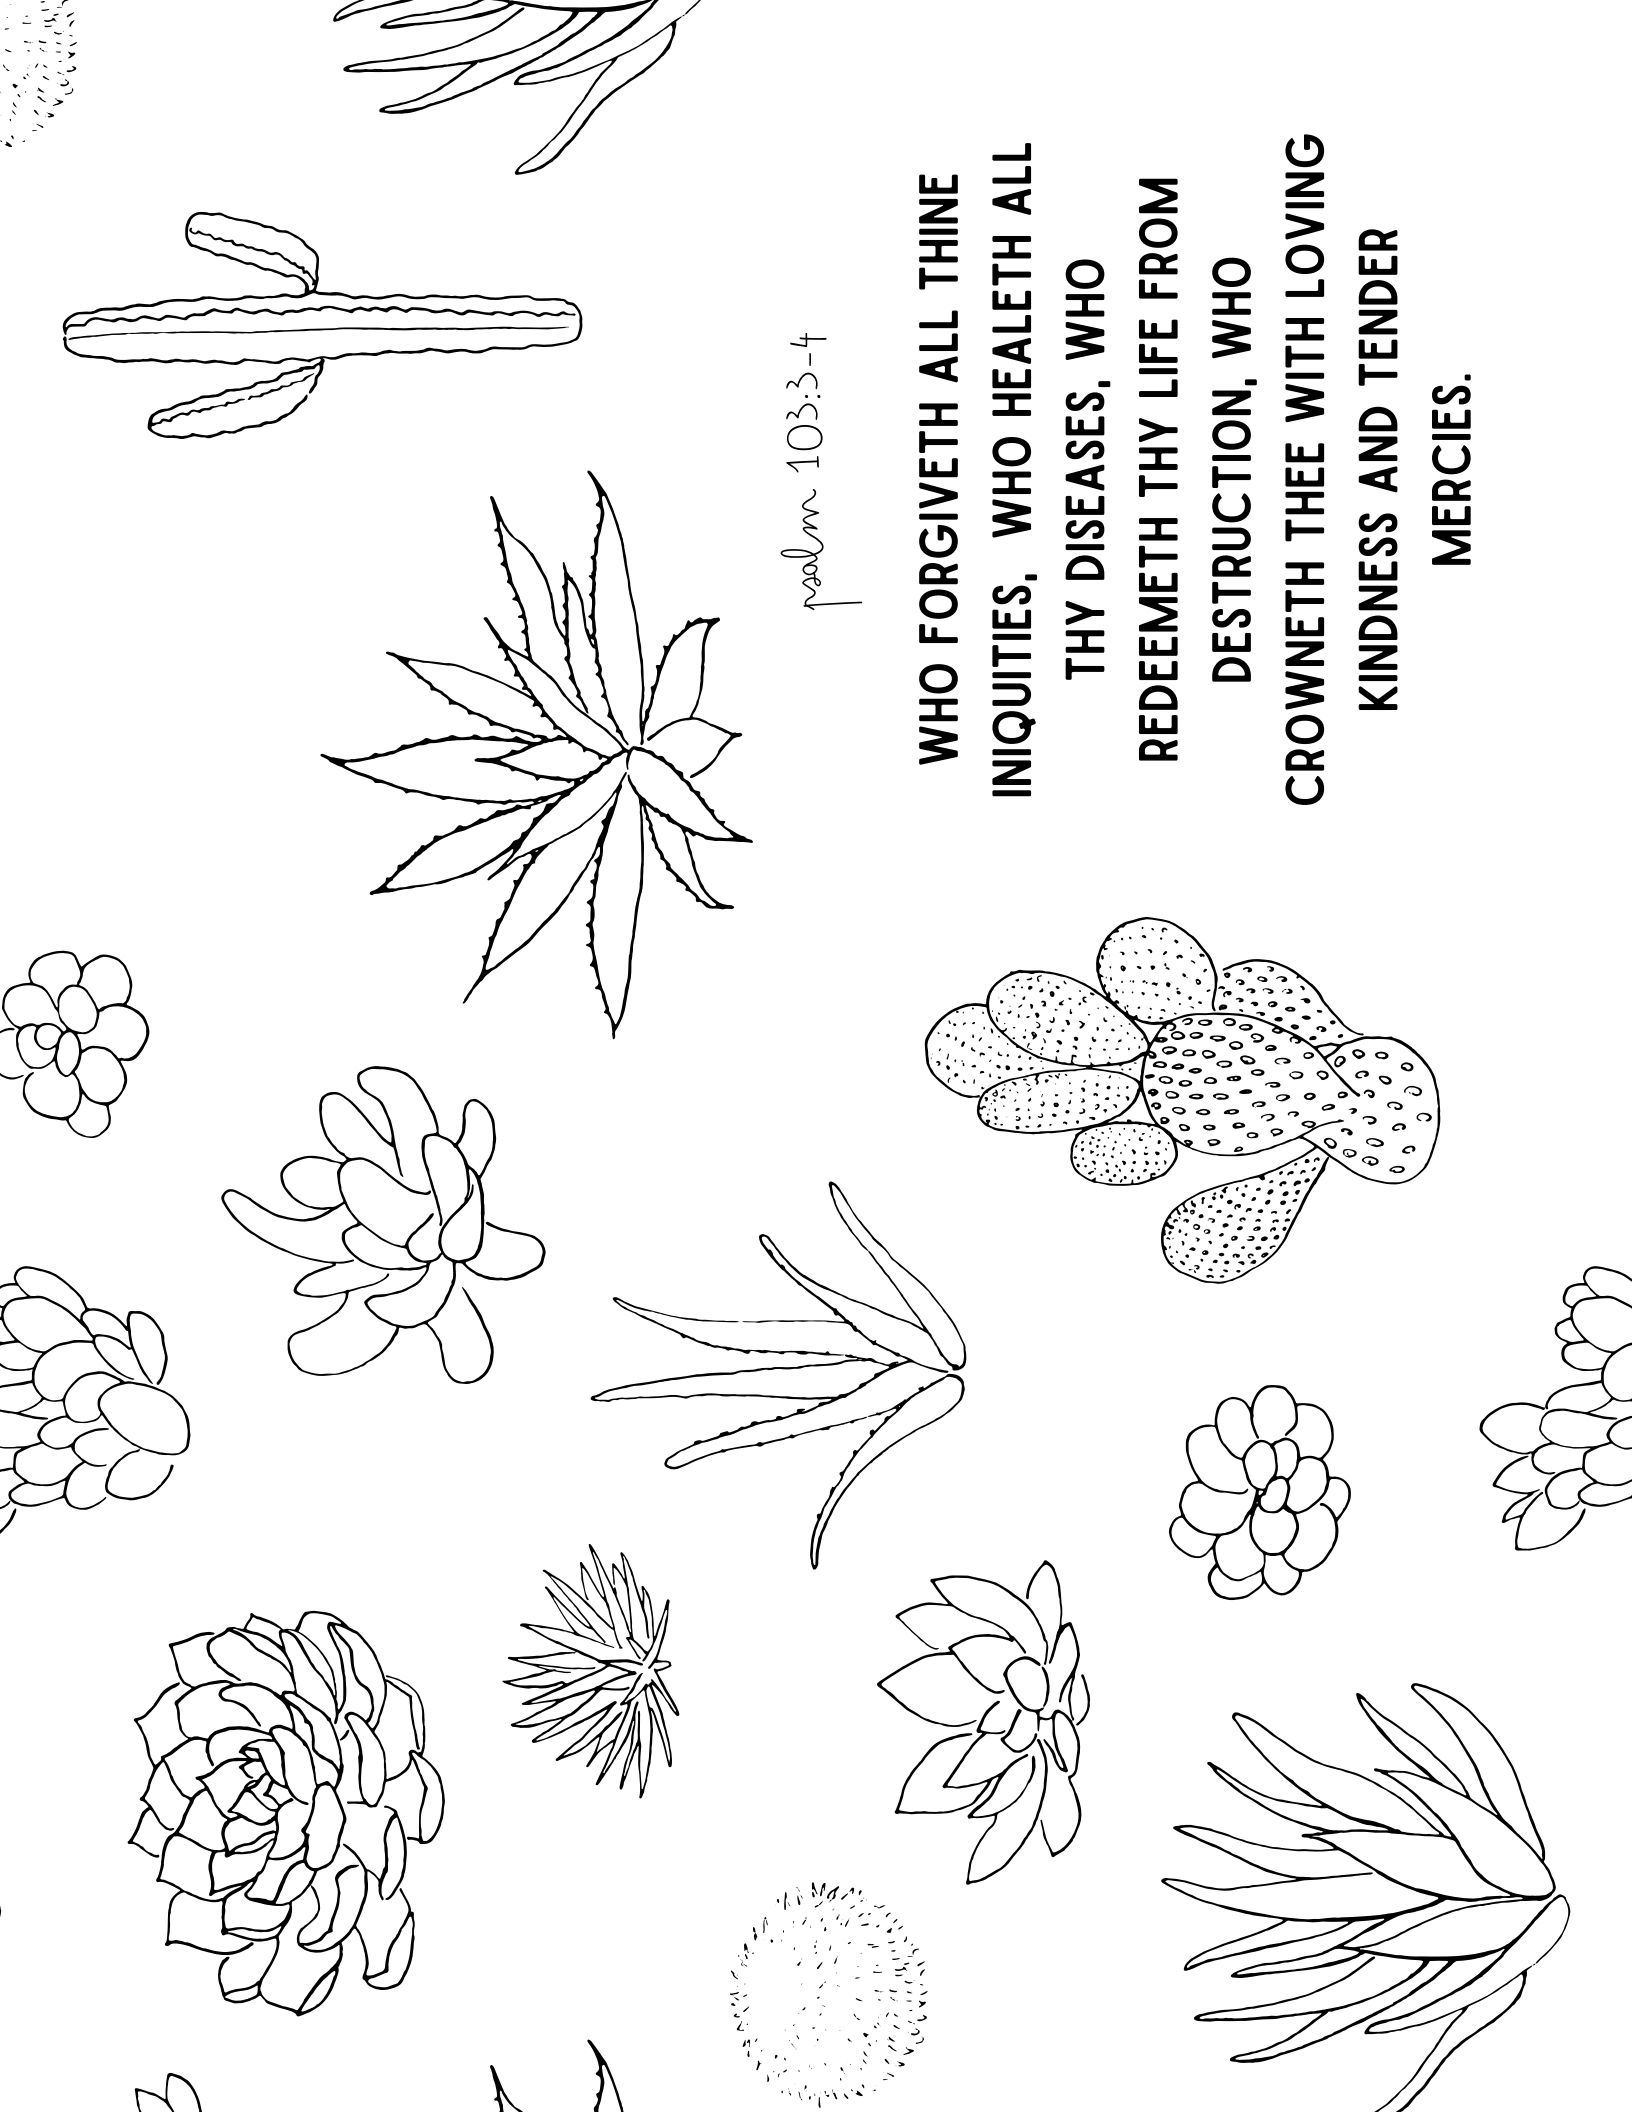 psalm 103:3-4
WHO FORGIVETH ALL THINE
INIQUITIES, WHO HEALETH ALL
THY DISEASES, WHO
REDEEMETH THY LIFE FROM
DESTRUCTION, WHO
CROWNETH THEE WITH LOVING
KINDNESS AND TENDER
MERCIES.